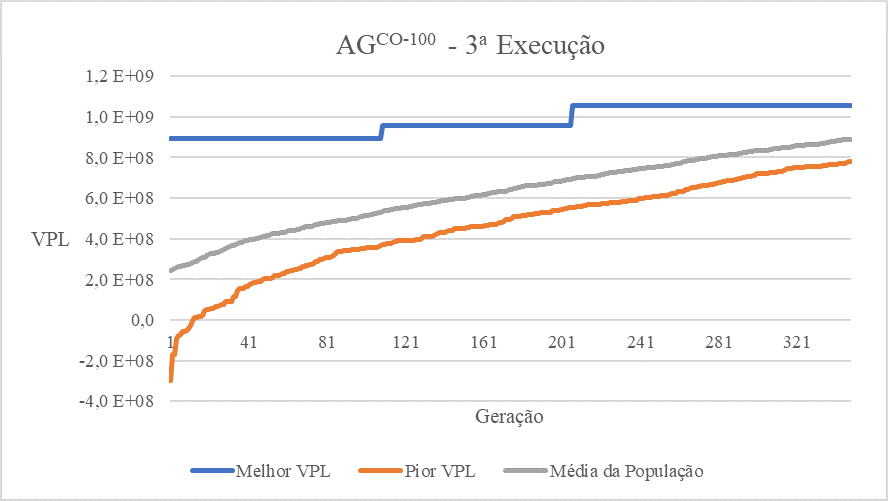 AGCO-100 - 3ª Execução
1,2 E+09
1,0 E+09
8,0 E+08
6,0 E+08
VPL
4,0 E+08
2,0 E+08
0,0
1 41 81 121 161 201 241 281 321
-2,0 E+08
-4,0 E+08
Geração
Melhor VPL Pior VPL Média da População